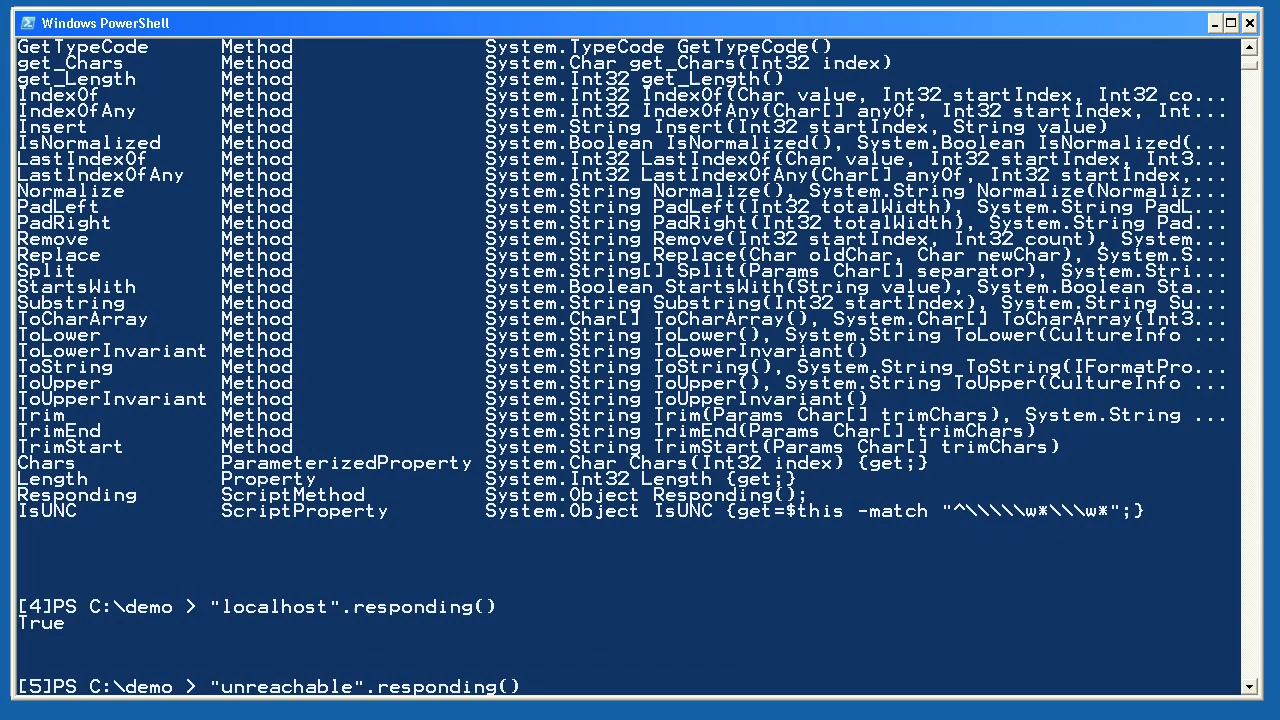 Windows PowerShell
GetTypeCode Method System.TypeCode GetTypeCode()
get_Chars Method System.Char get_Chars(Int32 index)
get_Length Method System.Int32 get_Length()
IndexOf Method System.Int32 IndexOf(Char value, Int32 startIndex, Int32 co...
IndexOfAny Method System.Int32 IndexOfAny(Char[] anyOf, Int32 startIndex, Int...
Insert Method System.String Insert(Int32 startIndex, String value)
IsNormalized Method System.Boolean IsNormalized(), System.Boolean IsNormalized(...
LastIndexOf Method System.Int32 LastIndexOf(Char value, Int32 startIndex, Int3...
LastIndexOfAny Method System.Int32 LastIndexOfAny(Char[] anyOf, Int32 startIndex,...
Normalize Method System.String Normalize(), System.String Normalize(Normaliz...
PadLeft Method System.String PadLeft(Int32 totalWidth), System.String PadL...
PadRight Method System.String PadRight(Int32 totalWidth), System.String Pad...
Remove Method System.String Remove(Int32 startIndex, Int32 count), System...
Replace Method System.String Replace(Char oldChar, Char newChar), System.S...
Split Method System.String[] Split(Params Char[] separator), System.Stri...
StartsWith Method System.Boolean StartsWith(String value), System.Boolean Sta...
Substring Method System.String Substring(Int32 startIndex), System.String Su...
ToCharArray Method System.Char[] ToCharArray(), System.Char[] ToCharArray(Int3...
ToLower Method System.String ToLower(), System.String ToLower(CultureInfo ...
ToLowerInvariant Method System.String ToLowerInvariant()
ToString Method System.String ToString(), System.String ToString(IFormatPro...
ToUpper Method System.String ToUpper(), System.String ToUpper(CultureInfo ...
ToUpperInvariant Method System.String ToUpperInvariant()
Trim Method System.String Trim(Params Char[] trimChars), System.String ...
TrimEnd Method System.String TrimEnd(Params Char[] trimChars)
TrimStart Method System.String TrimStart(Params Char[] trimChars)
Chars ParameterizedProperty System.Char Chars(Int32 index) {get;}
Length Property System.Int32 Length {get;}
Responding ScriptMethod System.Object Responding();
IsUNC ScriptProperty System.Object IsUNC {get=$this -match "^\\\\\w*\\\w*";}
[4]PS C:\demo > "localhost".responding()
True
[5]PS C:\demo > "unreachable".responding()